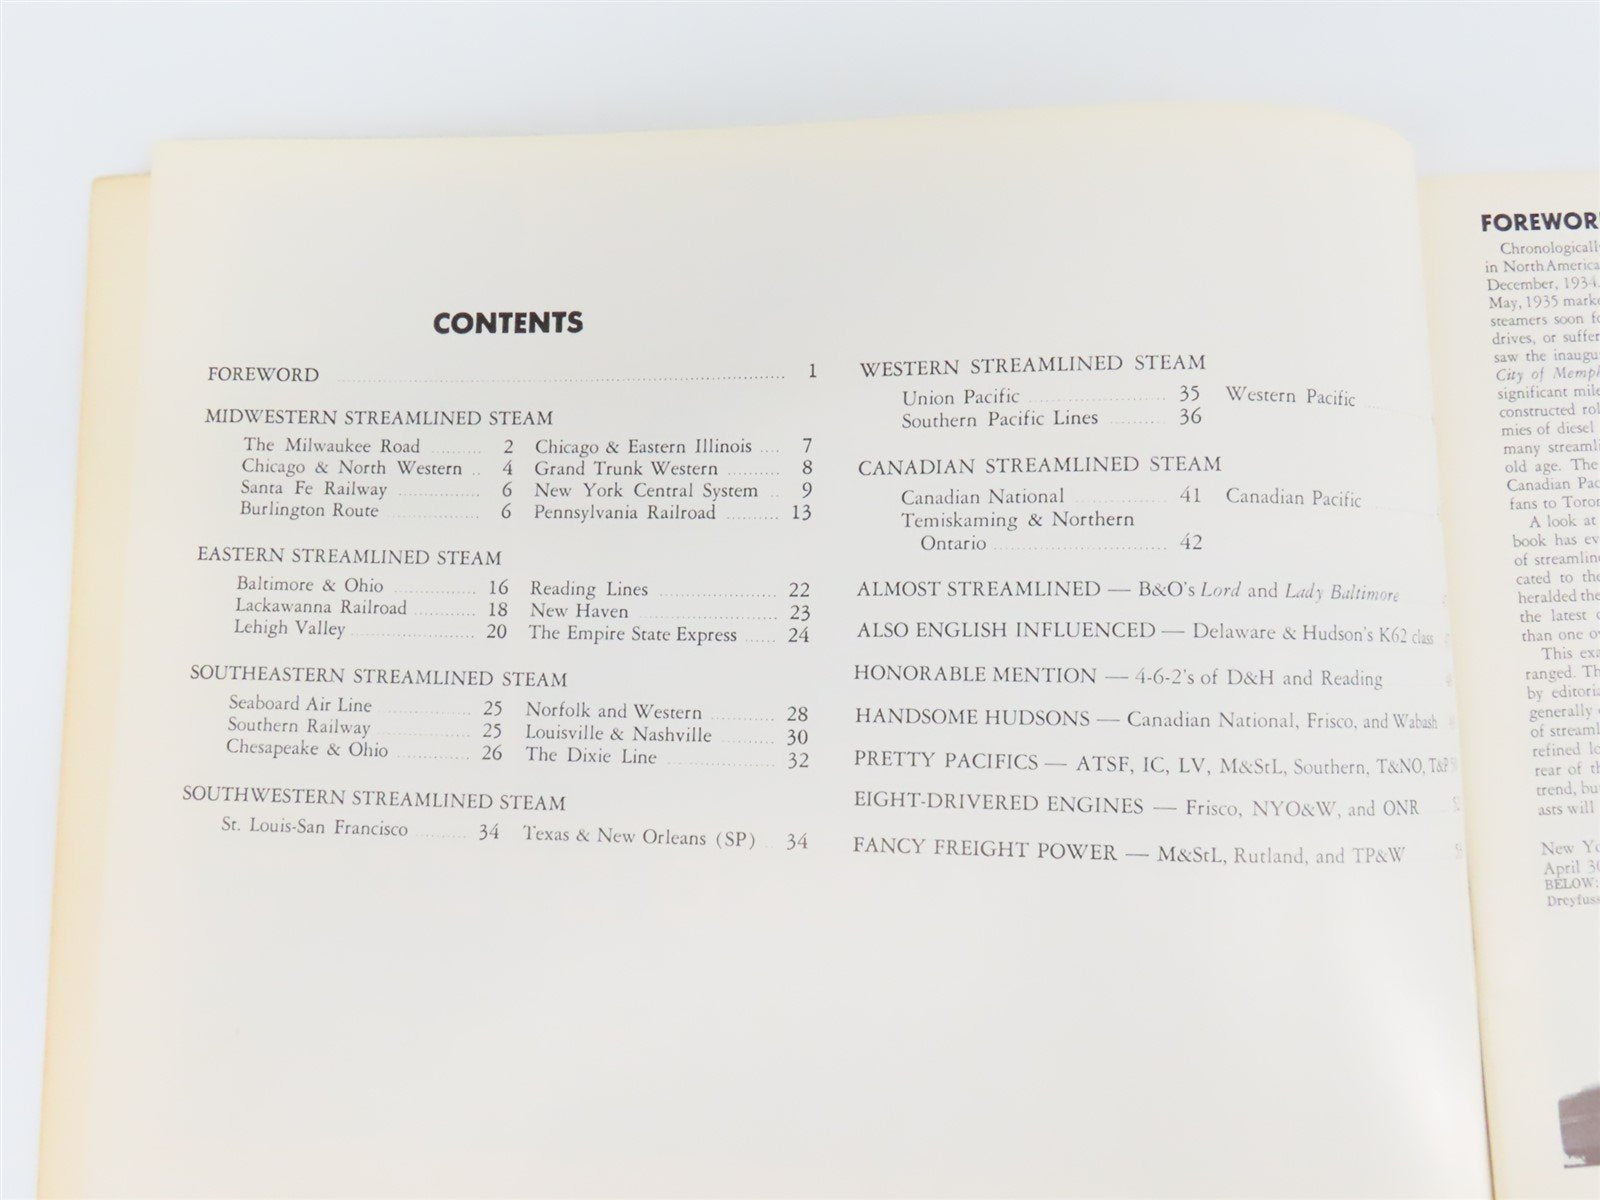 CONTENTS
FOREWORD 1
MIDWESTERN STREAMLINED STEAM
The Milwaukee Road 2 Chicago & Eastern Illinois 7
Chicago & North Western 4 Grand Trunk Western 8
Santa Fe Railway 6 New York Central System 9
Burlington Route 6 Pennsylvania Railroad 13
EASTERN STREAMLINED STEAM
Baltimore & Ohio 16 Reading Lines 22
Lackawanna Railroad 18 New Haven 23
Lehigh Valley 20 The Empire State Express 24
SOUTHEASTERN STREAMLINED STEAM
Seaboard Air Line 25 Norfolk and Western 28
Southern Railway 25 Louisville & Nashville 30
Chesapeake & Ohio 26 The Dixie Line 32
SOUTHWESTERN STREAMLINED STEAM
St. Louis-San Francisco 34 Texas & New Orleans (SP) 34
WESTERN STREAMLINED STEAM
Union Pacific 35 Western Pacific
Southern Pacific Lines 36
CANADIAN STREAMLINED STEAM
Canadian National 41 Canadian Pacific
Temiskaming & Northern
Ontario 42
ALMOST STREAMLINED — B&O's Lord and Lady Baltimore
ALSO ENGLISH INFLUENCED — Delaware & Hudson's K62 class
HONORABLE MENTION — 4-6-2's of D&H and Reading
HANDSOME HUDSONS — Canadian National, Frisco, and Wabash
PRETTY PACIFICS — ATSF, IC, LV, M&StL, Southern, T&NO, T&P
EIGHT-DRIVERED ENGINES — Frisco, NYO&W, and ONR
FANCY FREIGHT POWER — M&StL, Rutland, and TP&W
FOREWOR
Chronologicall
in North America
December, 1934.
May, 1935 mark
steamers soon fo
drives, or suffer
saw the inaugu
City of Memph
significant mile
constructed rol
mies of diesel
many streamli
old age. The
Canadian Pac
fans to Toron
A look at
book has ev
of streamlin
cated to the
heralded the
the latest
than one o
This exa
ranged. Th
by editoria
generally
of streaml
refined lo
rear of th
trend, bu
asts will
New Yo
April 30
BELOW:
Dreyfuss